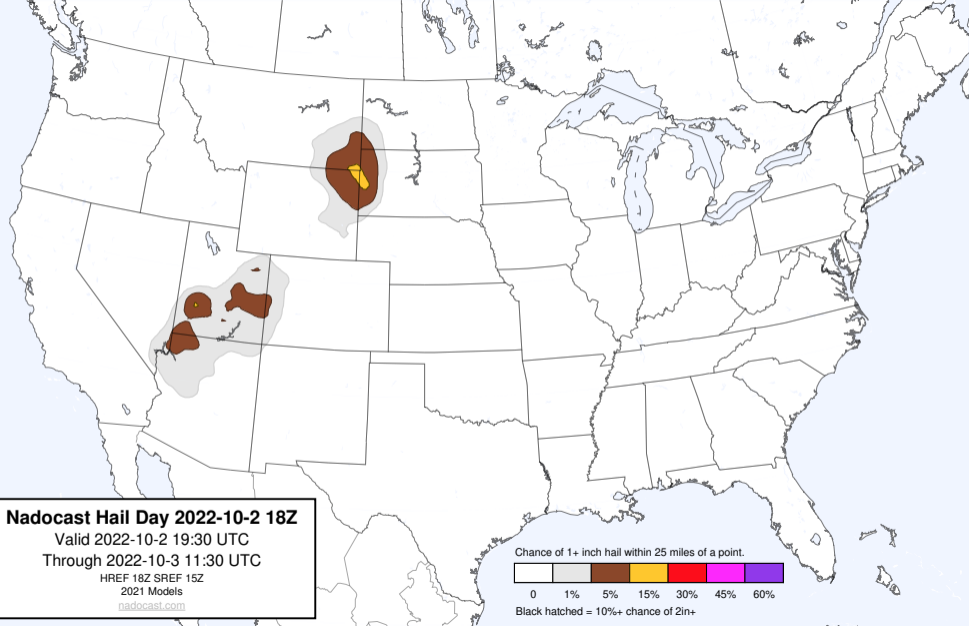 Nadocast Hail Day 2022-10-2 18Z
Valid 2022-10-2 19:30 UTC
Through 2022-10-3 11:30 UTC
HREF 18Z SREF 15Z
2021 Models
nadocast.com
Chance of 1+ inch hail within 25 miles of a point.
0 1% 5% 15% 30% 45% 60%
Black hatched = 10%+ chance of 2in+